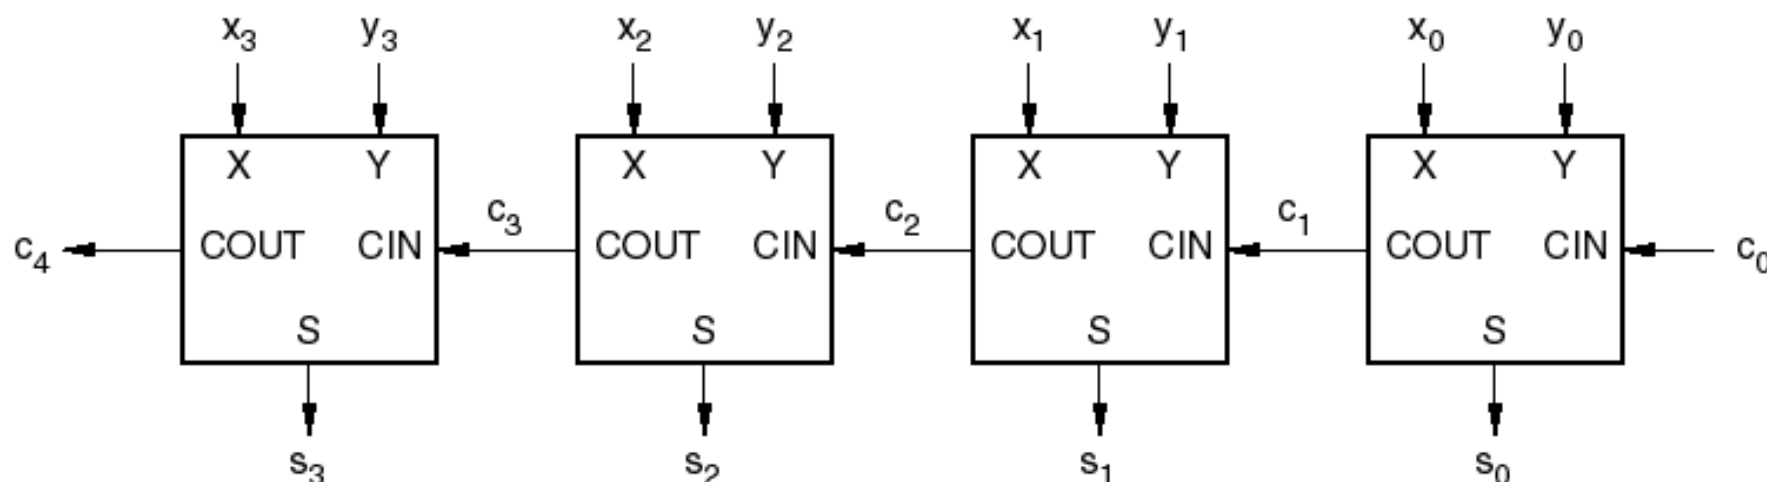 x₃ y₃ x₂ y₂ x₁ y₁ x₀ y₀
X Y X Y X Y X Y
c₃ c₂ c₁
c₄ COUT CIN COUT CIN COUT CIN COUT CIN c₀
S S S S
s₃ s₂ s₁ s₀